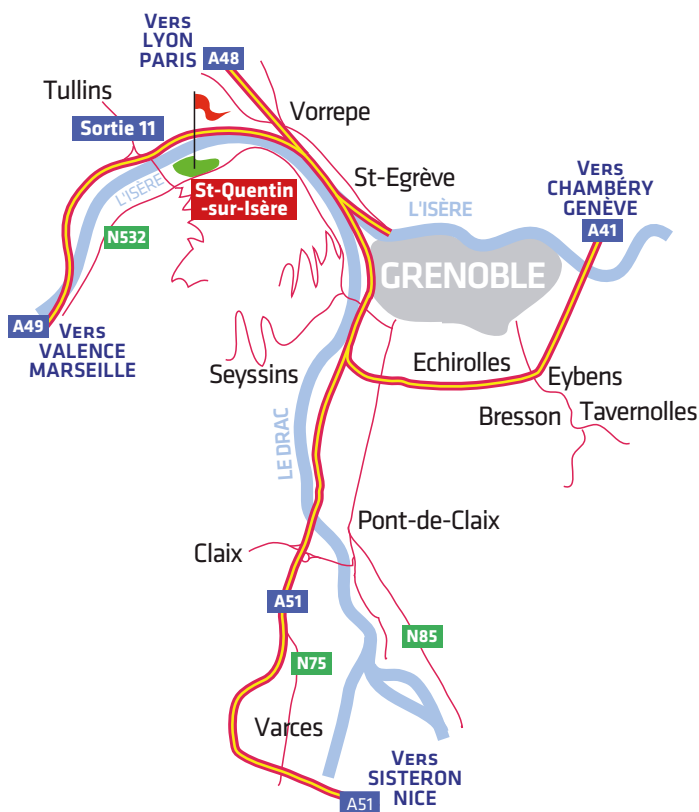 VERS
LYON
PARIS
A48
Tullins
Vorrepe
Sortie 11
St-Egrève
VERS
CHAMBÉRY
GENÈVE
A41
L'ISÈRE
St-Quentin
-sur-Isère
L'ISÈRE
N532
GRENOBLE
A49
VERS
VALENCE
MARSEILLE
Seyssins
Echirolles
Eybens
Bresson
Tavernolles
LE DRAC
Pont-de-Claix
Claix
A51
N85
N75
Varces
VERS
SISTERON
NICE
A51